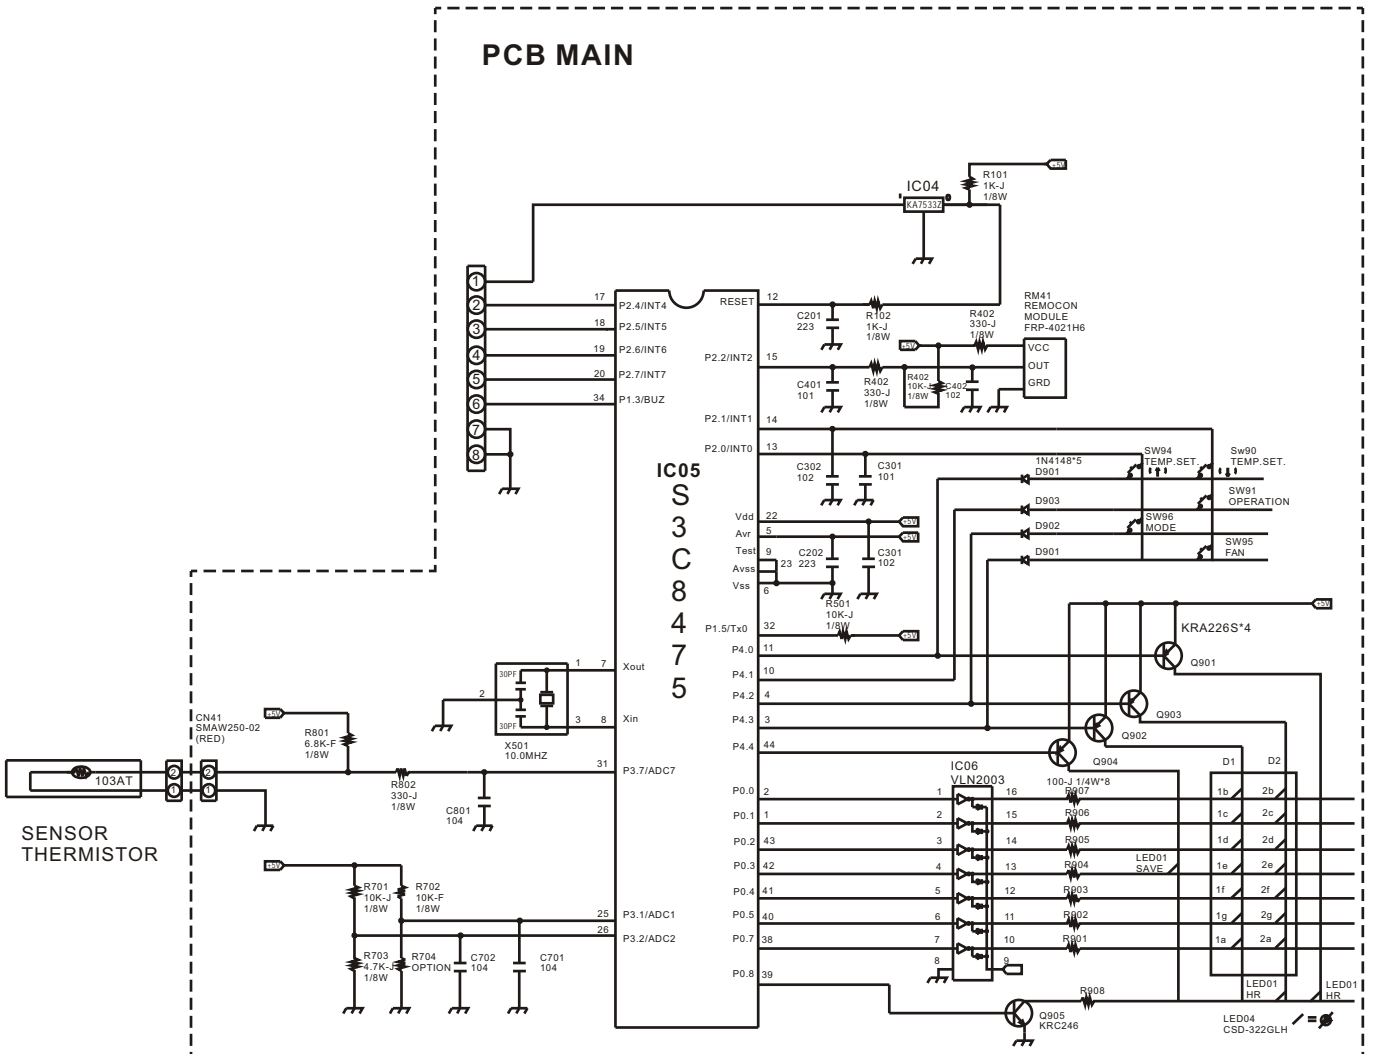 PCB MAIN
+5V
R101
1K-J
1/8W
IC04
KA7533Z
1
2
3
4
5
6
7
8
17
18
19
20
34
P2.4/INT4
P2.5/INT5
P2.6/INT6
P2.7/INT7
P1.3/BUZ
RESET
12
P2.2/INT2
15
P2.1/INT1
14
P2.0/INT0
13
C201
223
R102
1K-J
1/8W
R402
330-J
1/8W
RM41
REMOCON
MODULE
FRP-4021H6
VCC
OUT
GRD
+5V
C401
101
R402
330-J
1/8W
R402
10K-J
1/8W
C402
102
C302
102
C301
101
1N4148*5
D901
D903
D902
D901
SW94
TEMP.SET.
Sw90
TEMP.SET.
SW91
OPERATION
SW96
MODE
SW95
FAN
IC05
S
3
C
8
4
7
5
Vdd
22
Avr
5
Test
9
Avss
23
Vss
6
+5V
+5V
C202
223
C301
102
R501
10K-J
1/8W
+5V
P1.5/Tx0
32
P4.0
11
P4.1
10
P4.2
4
P4.3
3
P4.4
44
+5V
KRA226S*4
Q901
Q903
Q902
Q904
Xout
7
1
Xin
8
3
2
30PF
30PF
X501
10.0MHZ
CN41
SMAW250-02
(RED)
+5V
R801
6.8K-F
1/8W
2
1
2
1
103AT
SENSOR
THERMISTOR
R802
330-J
1/8W
C801
104
31
P3.7/ADC7
+5V
R701
10K-J
1/8W
R702
10K-F
1/8W
R703
4.7K-J
1/8W
R704
OPTION
C702
104
C701
104
25
P3.1/ADC1
26
P3.2/ADC2
P0.0
2
P0.1
1
P0.2
43
P0.3
42
P0.4
41
P0.5
40
P0.7
38
P0.8
39
IC06
VLN2003
1
2
3
4
5
6
7
8
16
15
14
13
12
11
10
9
100-J 1/4W*8
R907
R906
R905
R904
R903
R902
R901
R908
LED01
SAVE
D1
D2
1b
2b
1c
2c
1d
2d
1e
2e
1f
2f
1g
2g
1a
2a
LED01
HR
LED01
HR
Q905
KRC246
LED04
CSD-322GLH